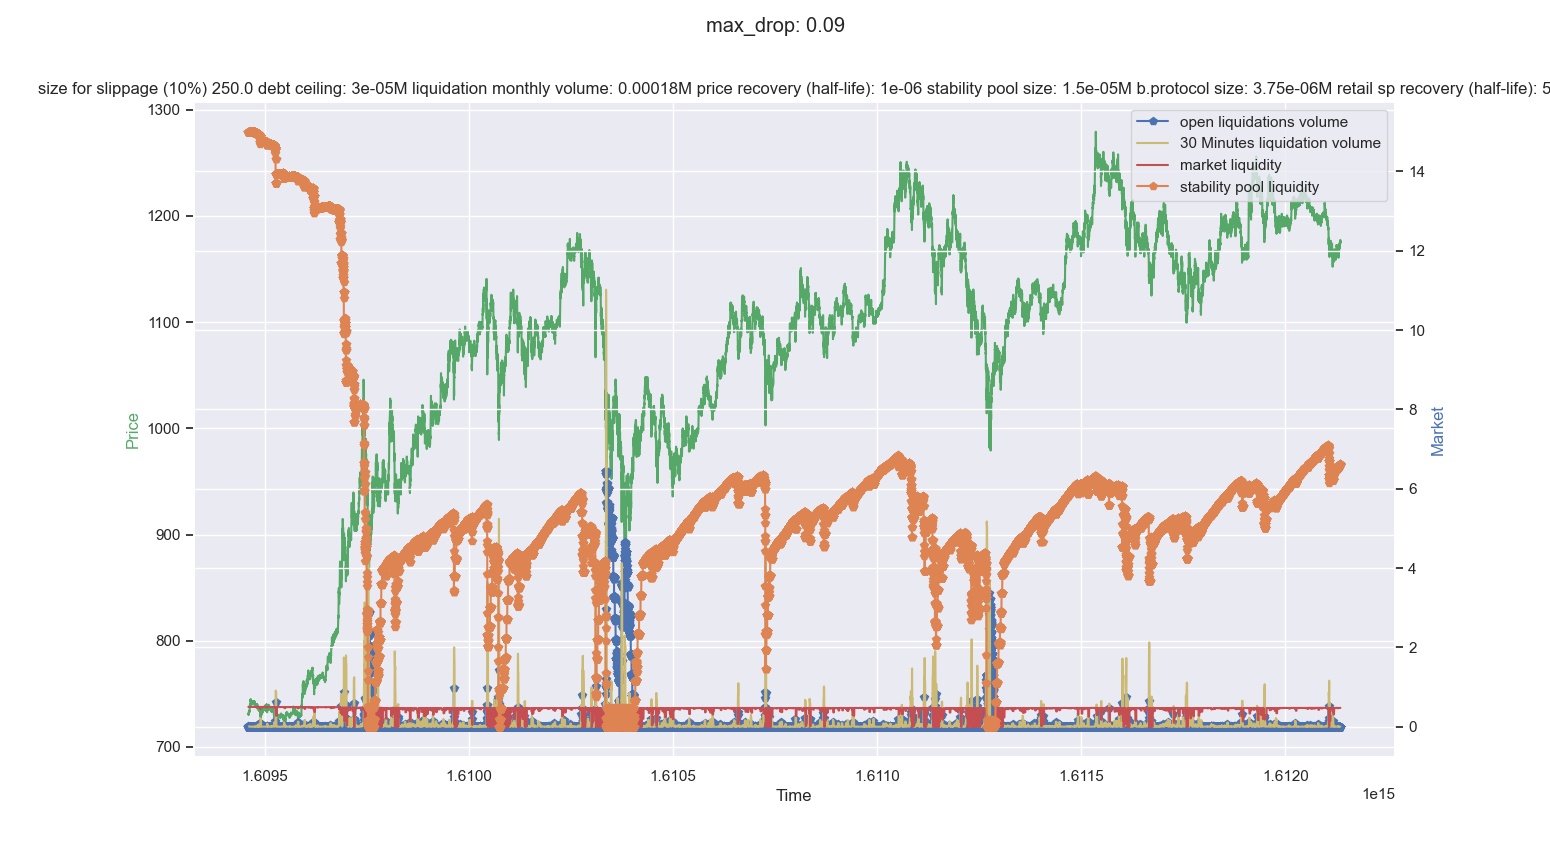 max_drop: 0.09
size for slippage (10%) 250.0 debt ceiling: 3e-05M liquidation monthly volume: 0.00018M price recovery (half-life): 1e-06 stability pool size: 1.5e-05M b.protocol size: 3.75e-06M retail sp recovery (half-life): 5
1300
1200
1100
1000
900
800
700
Price
open liquidations volume
30 Minutes liquidation volume
market liquidity
stability pool liquidity
14
12
10
8
6
4
2
0
Market
1.6095
1.6100
1.6105
1.6110
1.6115
1.6120
Time
1e15